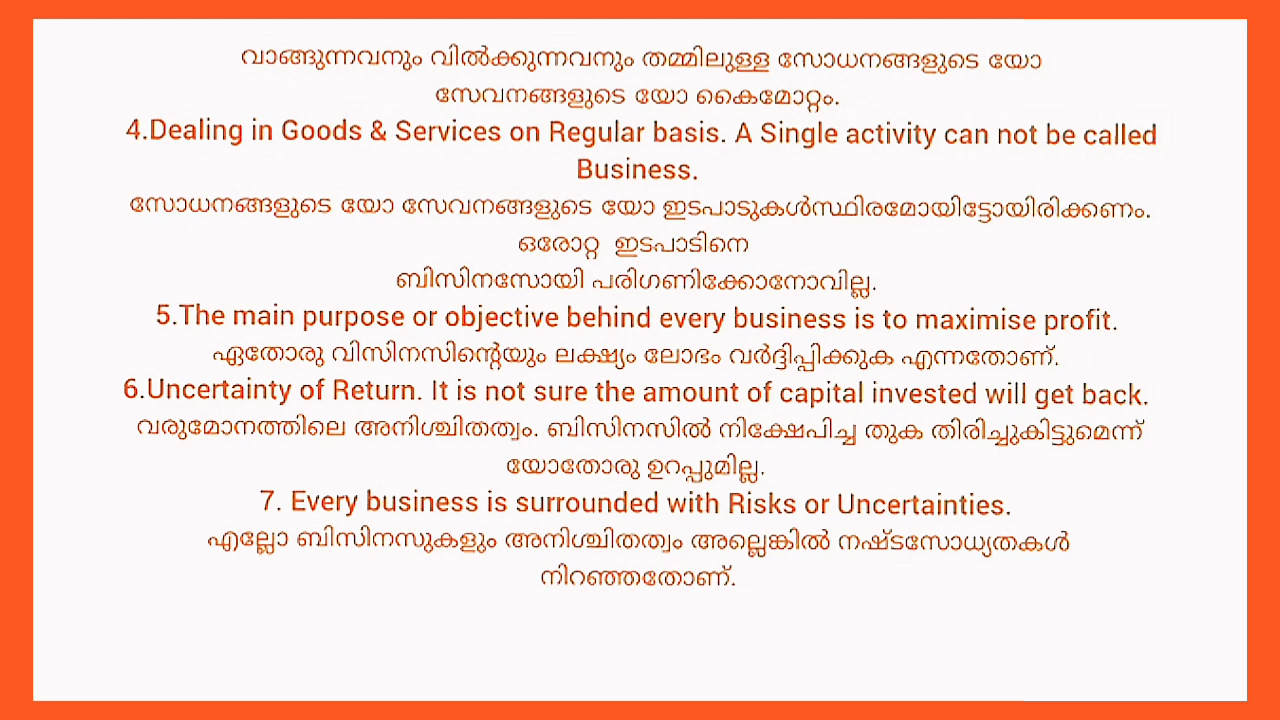 വാങ്ങുന്നവനും വിൽക്കുന്നവനും തമ്മിലുള്ള സോധനങ്ങളുടെ യോ
സേവനങ്ങളുടെ യോ കൈമോറ്റം.
4.Dealing in Goods & Services on Regular basis. A Single activity can not be called
Business.
സോധനങ്ങളുടെ യോ സേവനങ്ങളുടെ യോ ഇടപാടുകൾസ്ഥിരമോയിട്ടോയിരിക്കണം.
ഒരോറ്റ ഇടപാടിനെ
ബിസിനസോയി പരിഗണിക്കോനോവില്ല.
5.The main purpose or objective behind every business is to maximise profit.
ഏതോരു വിസിനസിന്റെയും ലക്ഷ്യം ലോഭം വർദ്ദിപ്പിക്കുക എന്നതോണ്.
6.Uncertainty of Return. It is not sure the amount of capital invested will get back.
വരുമോനത്തിലെ അനിശ്ചിതത്വം. ബിസിനസിൽ നിക്ഷേപിച്ച തുക തിരിച്ചുകിട്ടുമെന്ന്
യോതോരു ഉറപ്പുമില്ല.
7. Every business is surrounded with Risks or Uncertainties.
എല്ലോ ബിസിനസുകളും അനിശ്ചിതത്വം അല്ലെങ്കിൽ നഷ്ടസോധ്യതകൾ
നിറഞ്ഞതോണ്.